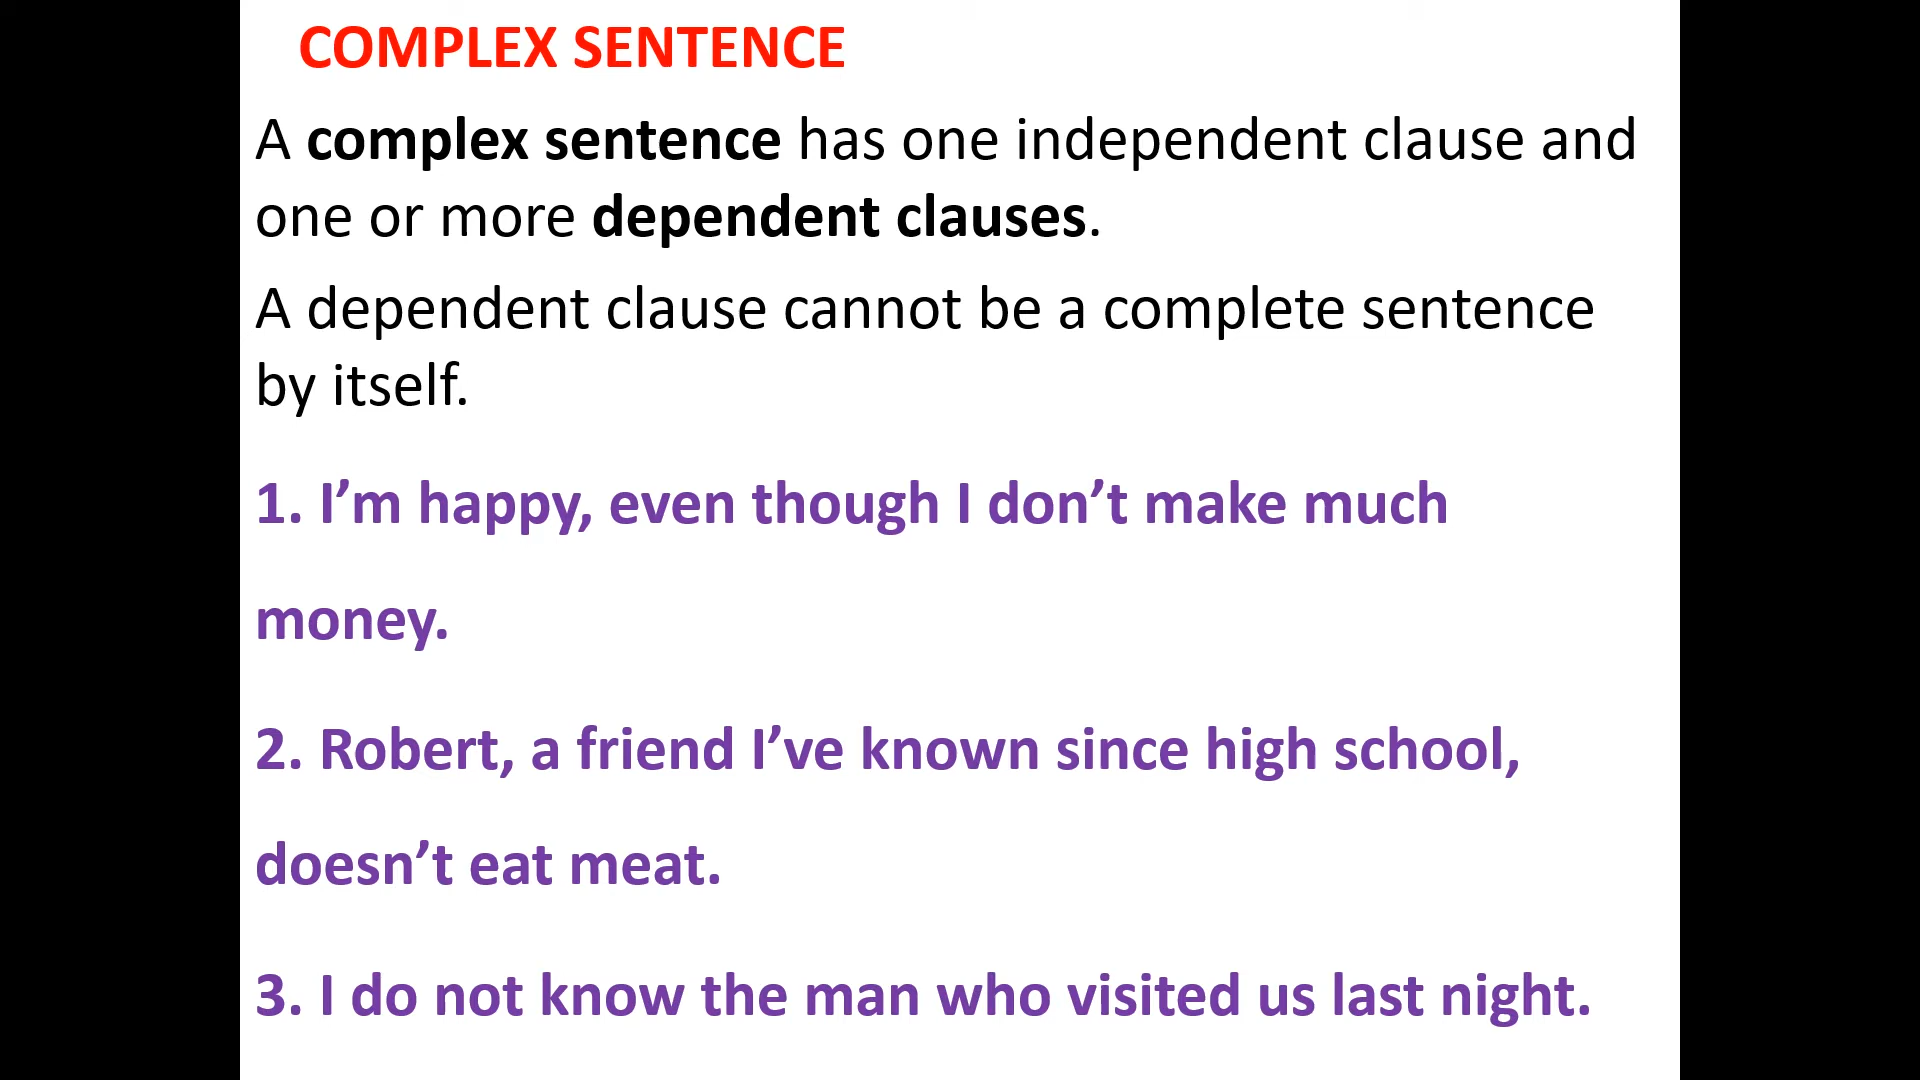 COMPLEX SENTENCE
A complex sentence has one independent clause and
one or more dependent clauses.
A dependent clause cannot be a complete sentence
by itself.
1. I’m happy, even though I don’t make much
money.
2. Robert, a friend I’ve known since high school,
doesn’t eat meat.
3. I do not know the man who visited us last night.